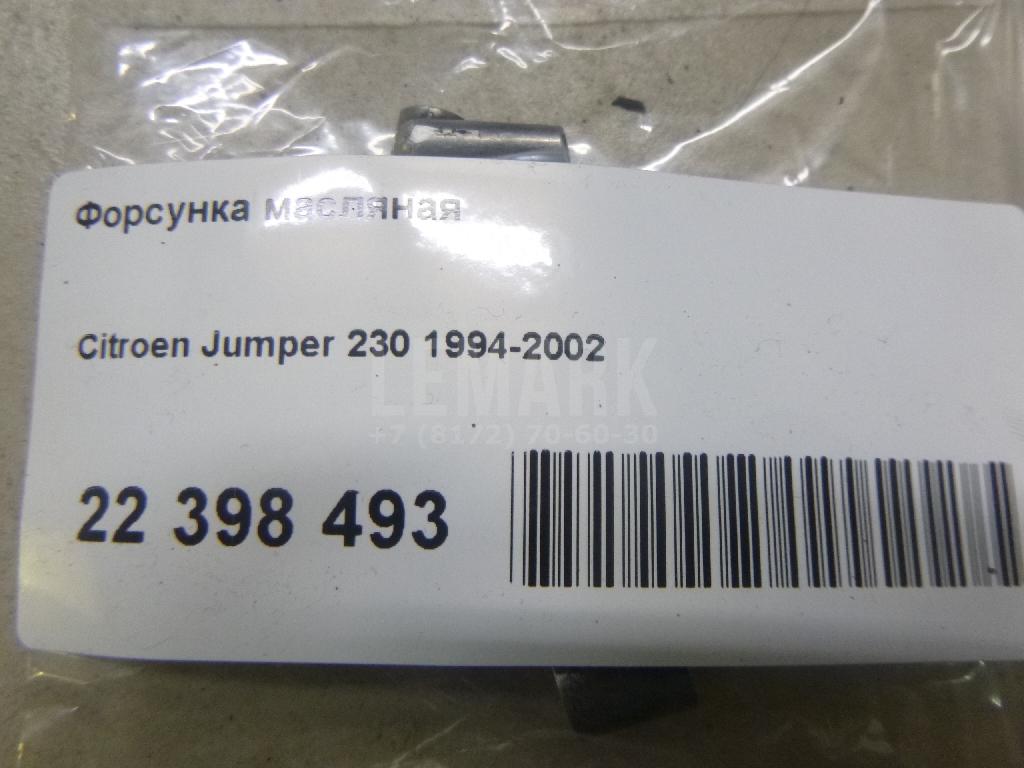 Форсунка масляная
Citroen Jumper 230 1994-2002
LEMARK
+7 (8172) 70-60-30
22 398 493